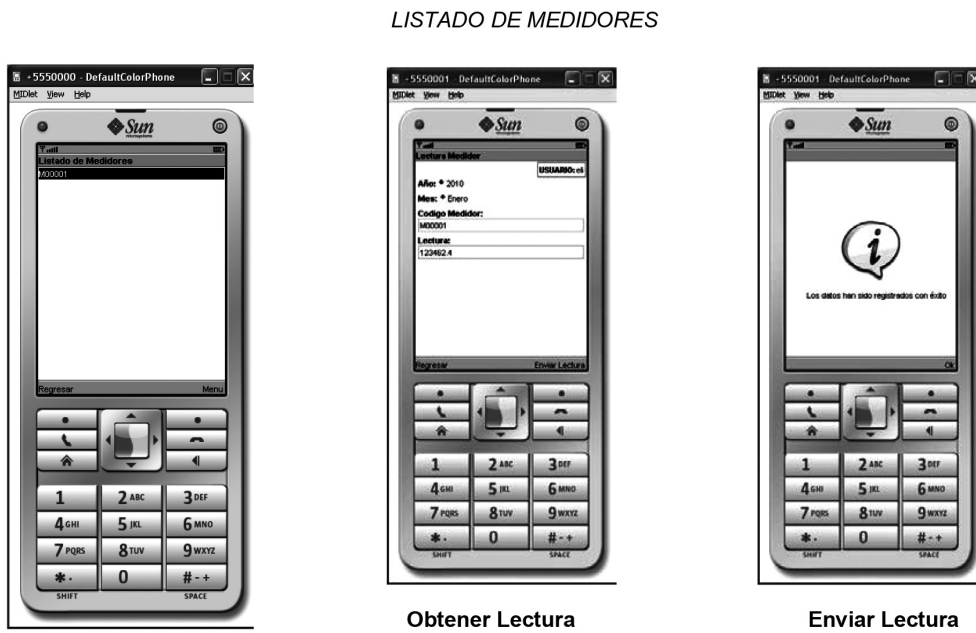 LISTADO DE MEDIDORES
+5550000 - DefaultColorPhone
MIDlet View Help
Sun
microsystems
Listado de Medidores
M00001
Regresar Menu
1 2 ABC 3 DEF
4 GHI 5 JKL 6 MNO
7 PQRS 8 TUV 9 WXYZ
* . 0 # - +
SHIFT SPACE
+5550001 - DefaultColorPhone
MIDlet View Help
Sun
microsystems
Lectura Medidor
USUARIO: eli
Año: * 2010
Mes: * Enero
Codigo Medidor:
M00001
Lectura:
123462.4
Regresar Enviar Lectura
1 2 ABC 3 DEF
4 GHI 5 JKL 6 MNO
7 PQRS 8 TUV 9 WXYZ
* . 0 # - +
SHIFT SPACE
Obtener Lectura
+5550001 - DefaultColorPhone
MIDlet View Help
Sun
microsystems
i
Los datos han sido registrados con éxito
Ok
1 2 ABC 3 DEF
4 GHI 5 JKL 6 MNO
7 PQRS 8 TUV 9 WXYZ
* . 0 # - +
SHIFT SPACE
Enviar Lectura